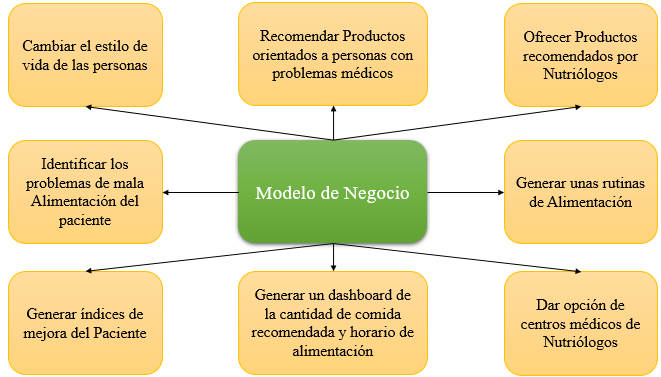 Cambiar el estilo de
vida de las personas
Recomendar Productos
orientados a personas con
problemas médicos
Ofrecer Productos
recomendados por
Nutriólogos
Identificar los
problemas de mala
Alimentación del
paciente
Modelo de Negocio
Generar unas rutinas
de Alimentación
Generar índices de
mejora del Paciente
Generar un dashboard de
la cantidad de comida
recomendada y horario de
alimentación
Dar opción de
centros médicos de
Nutriólogos